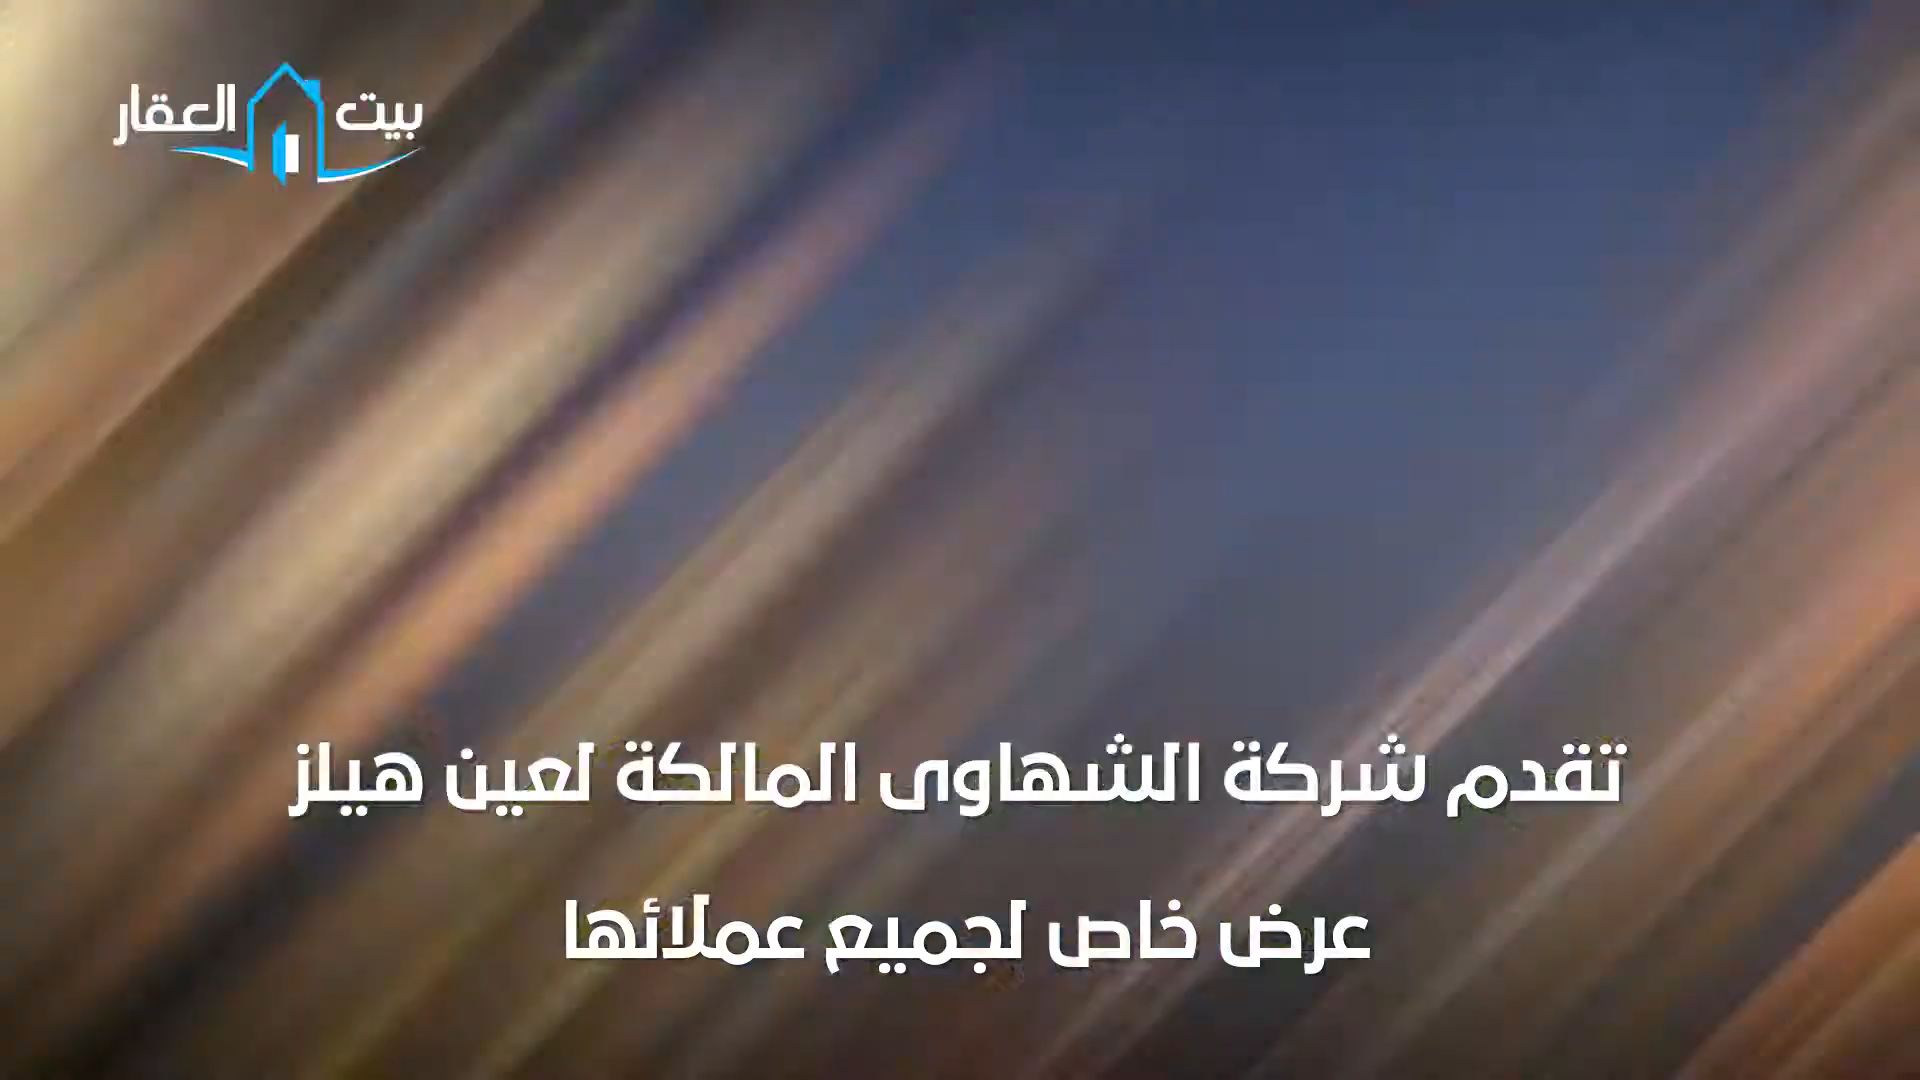 بيت العقار
تقدم شركة الشهاوى المالكة لعين هيلز
عرض خاص لجميع عملائها